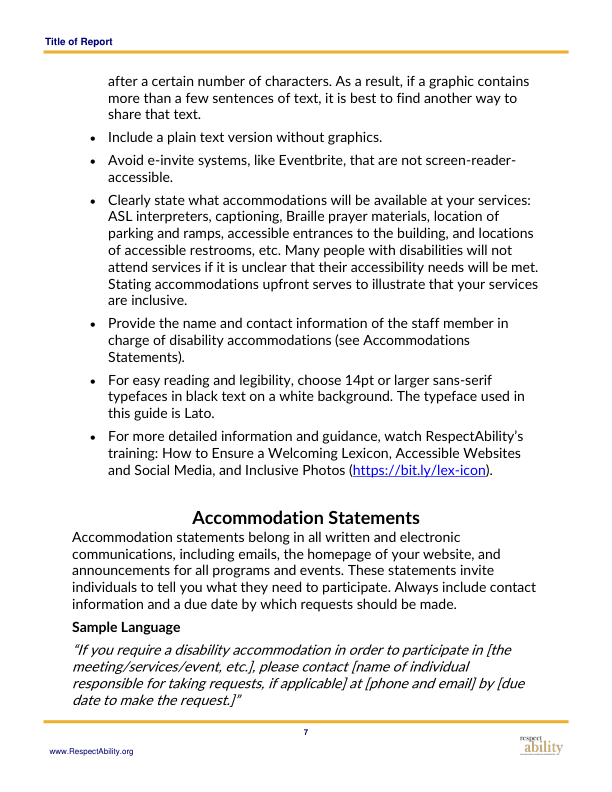 Title of Report
after a certain number of characters. As a result, if a graphic contains
more than a few sentences of text, it is best to find another way to
share that text.
• Include a plain text version without graphics.
• Avoid e-invite systems, like Eventbrite, that are not screen-reader-
accessible.
• Clearly state what accommodations will be available at your services:
ASL interpreters, captioning, Braille prayer materials, location of
parking and ramps, accessible entrances to the building, and locations
of accessible restrooms, etc. Many people with disabilities will not
attend services if it is unclear that their accessibility needs will be met.
Stating accommodations upfront serves to illustrate that your services
are inclusive.
• Provide the name and contact information of the staff member in
charge of disability accommodations (see Accommodations
Statements).
• For easy reading and legibility, choose 14pt or larger sans-serif
typefaces in black text on a white background. The typeface used in
this guide is Lato.
• For more detailed information and guidance, watch RespectAbility’s
training: How to Ensure a Welcoming Lexicon, Accessible Websites
and Social Media, and Inclusive Photos (https://bit.ly/lex-icon).
Accommodation Statements
Accommodation statements belong in all written and electronic
communications, including emails, the homepage of your website, and
announcements for all programs and events. These statements invite
individuals to tell you what they need to participate. Always include contact
information and a due date by which requests should be made.
Sample Language
“If you require a disability accommodation in order to participate in [the
meeting/services/event, etc.], please contact [name of individual
responsible for taking requests, if applicable] at [phone and email] by [due
date to make the request.]”
7
www.RespectAbility.org
respect
ability